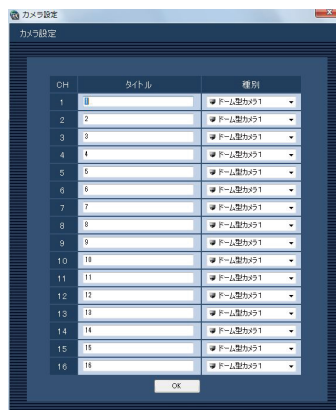 カメラ設定
カメラ設定
CH タイトル 種別
1 1 ドーム型カメラ1
2 2 ドーム型カメラ1
3 3 ドーム型カメラ1
4 4 ドーム型カメラ1
5 5 ドーム型カメラ1
6 6 ドーム型カメラ1
7 7 ドーム型カメラ1
8 8 ドーム型カメラ1
9 9 ドーム型カメラ1
10 10 ドーム型カメラ1
11 11 ドーム型カメラ1
12 12 ドーム型カメラ1
13 13 ドーム型カメラ1
14 14 ドーム型カメラ1
15 15 ドーム型カメラ1
16 16 ドーム型カメラ1
OK